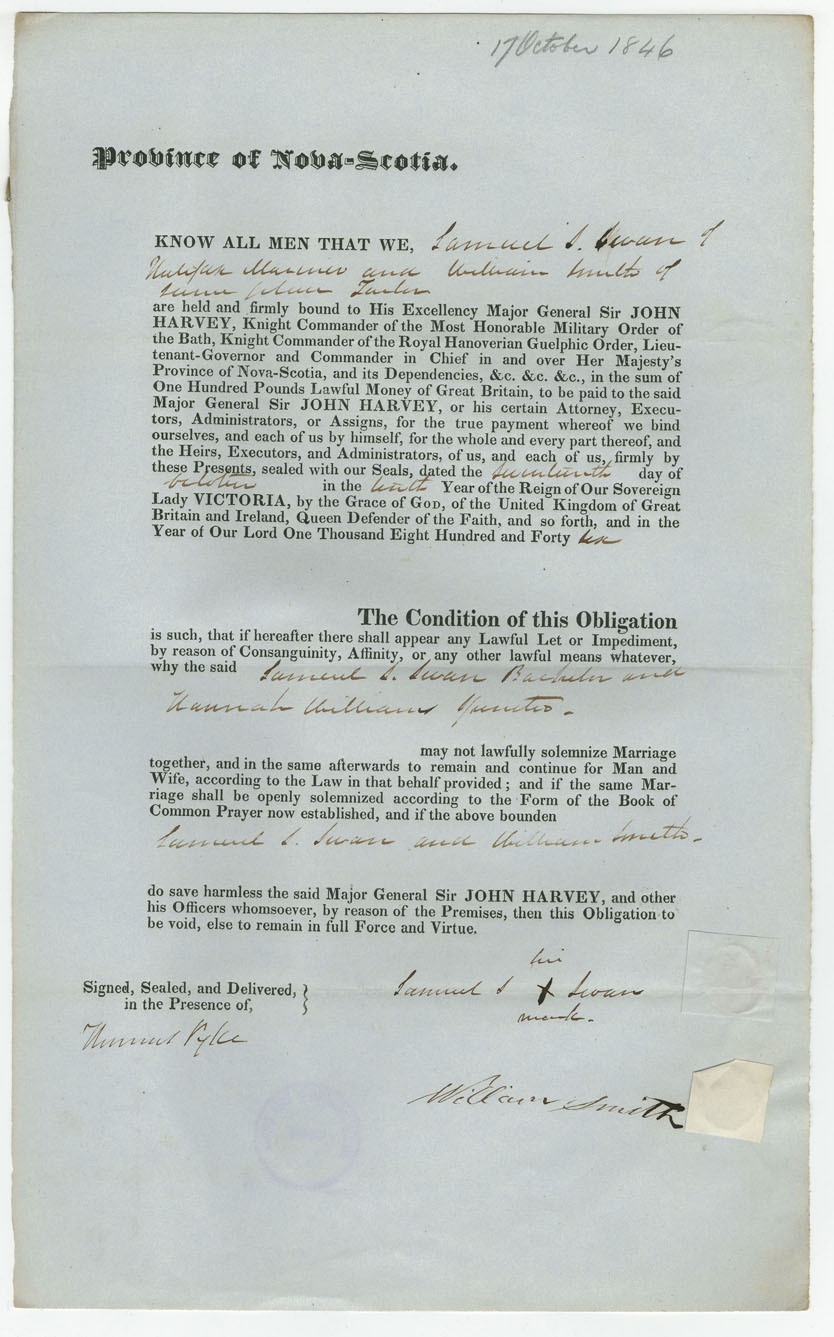 17 October 1846
Province of Nova-Scotia.
KNOW ALL MEN THAT WE, Samuel S. Swan of
Halifax Mariner and William Smith of
same place Tailor
are held and firmly bound to His Excellency Major General Sir JOHN
HARVEY, Knight Commander of the Most Honorable Military Order of
the Bath, Knight Commander of the Royal Hanoverian Guelphic Order, Lieu-
tenant-Governor and Commander in Chief in and over Her Majesty's
Province of Nova-Scotia, and its Dependencies, &c. &c. &c., in the sum of
One Hundred Pounds Lawful Money of Great Britain, to be paid to the said
Major General Sir JOHN HARVEY, or his certain Attorney, Execu-
tors, Administrators, or Assigns, for the true payment whereof we bind
ourselves, and each of us by himself, for the whole and every part thereof, and
the Heirs, Executors, and Administrators, of us, and each of us, firmly by
these Presents, sealed with our Seals, dated the seventeenth day of
October in the tenth Year of the Reign of Our Sovereign
Lady VICTORIA, by the Grace of GOD, of the United Kingdom of Great
Britain and Ireland, Queen Defender of the Faith, and so forth, and in the
Year of Our Lord One Thousand Eight Hundred and Forty six
The Condition of this Obligation
is such, that if hereafter there shall appear any Lawful Let or Impediment,
by reason of Consanguinity, Affinity, or any other lawful means whatever,
why the said Samuel S. Swan Bachelor and
Hannah Williams Spinster -
may not lawfully solemnize Marriage
together, and in the same afterwards to remain and continue for Man and
Wife, according to the Law in that behalf provided ; and if the same Mar-
riage shall be openly solemnized according to the Form of the Book of
Common Prayer now established, and if the above bounden
Samuel S. Swan and William Smith -
do save harmless the said Major General Sir JOHN HARVEY, and other
his Officers whomsoever, by reason of the Premises, then this Obligation to
be void, else to remain in full Force and Virtue.
Signed, Sealed, and Delivered, }
in the Presence of,
his
Samuel S X Swan
mark.
Pyke
William Smith